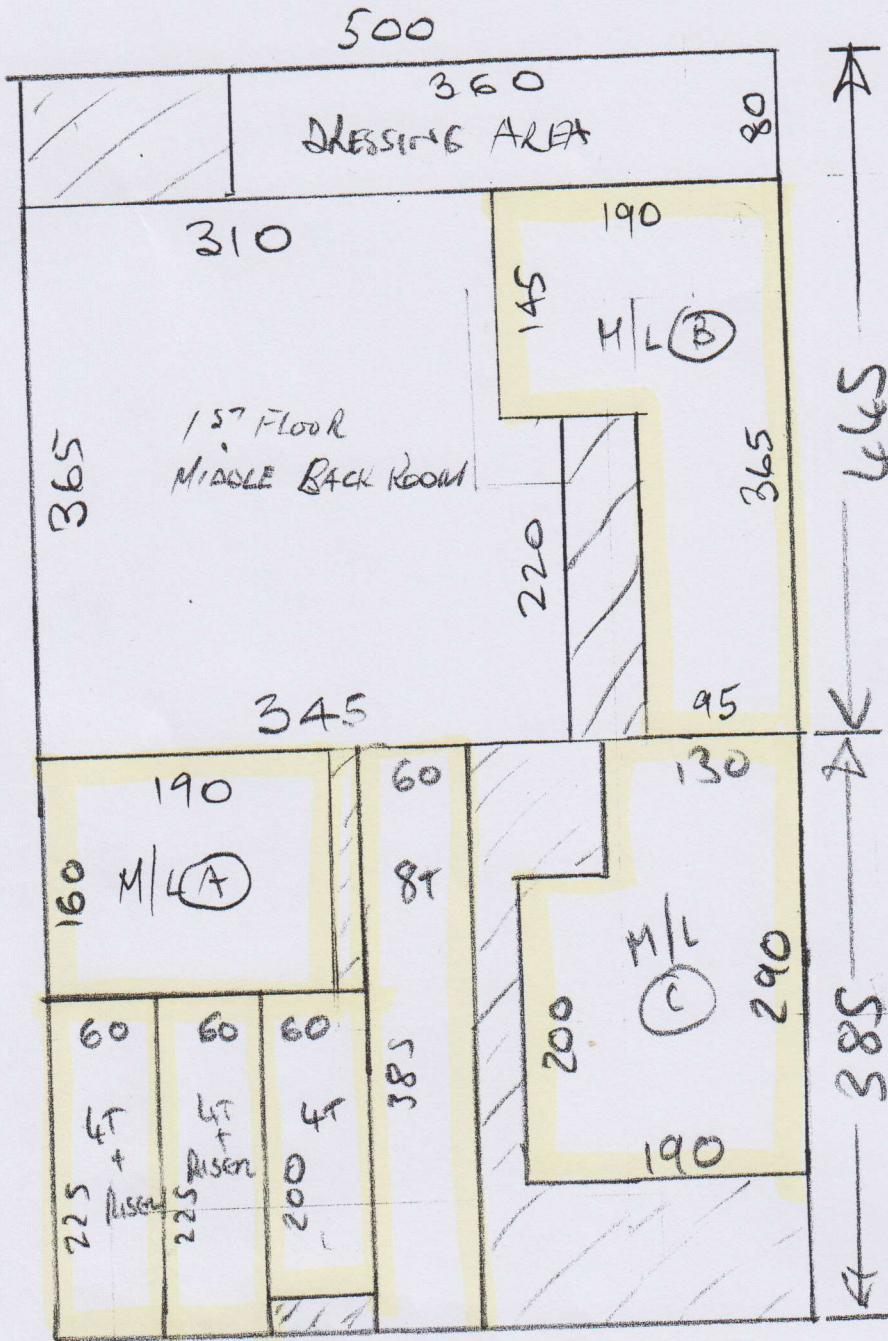 500
360
DRESSING AREA
80
310
190
145
M/L B
1ST FLOOR
MIDDLE BACK ROOM
365
220
365
445
345
95
190
160
M/L A
60
8T
130
M/L
C
60
60
60
385
200
290
385
4T
+
RISER
225
4T
+
RISER
225
4T
200
190